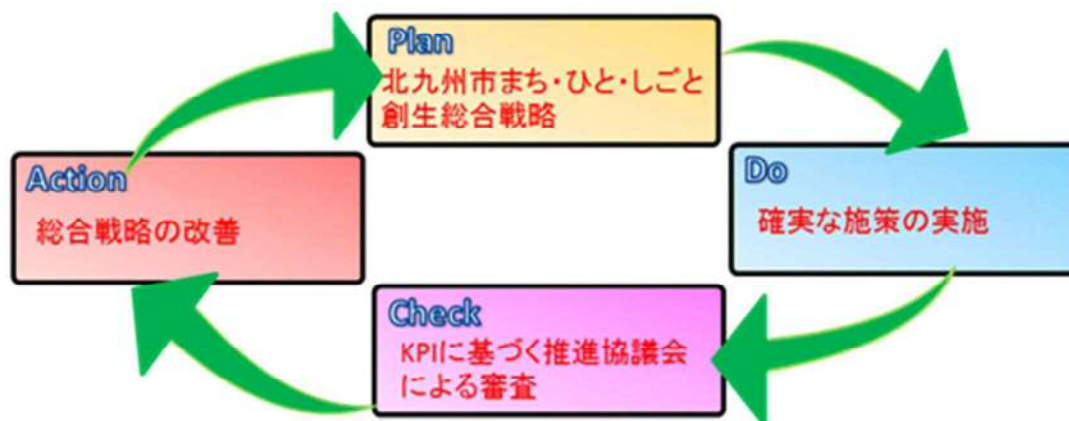 Plan
北九州市まち・ひと・しごと
創生総合戦略
Action
総合戦略の改善
Do
確実な施策の実施
Check
KPIに基づく推進協議会
による審査